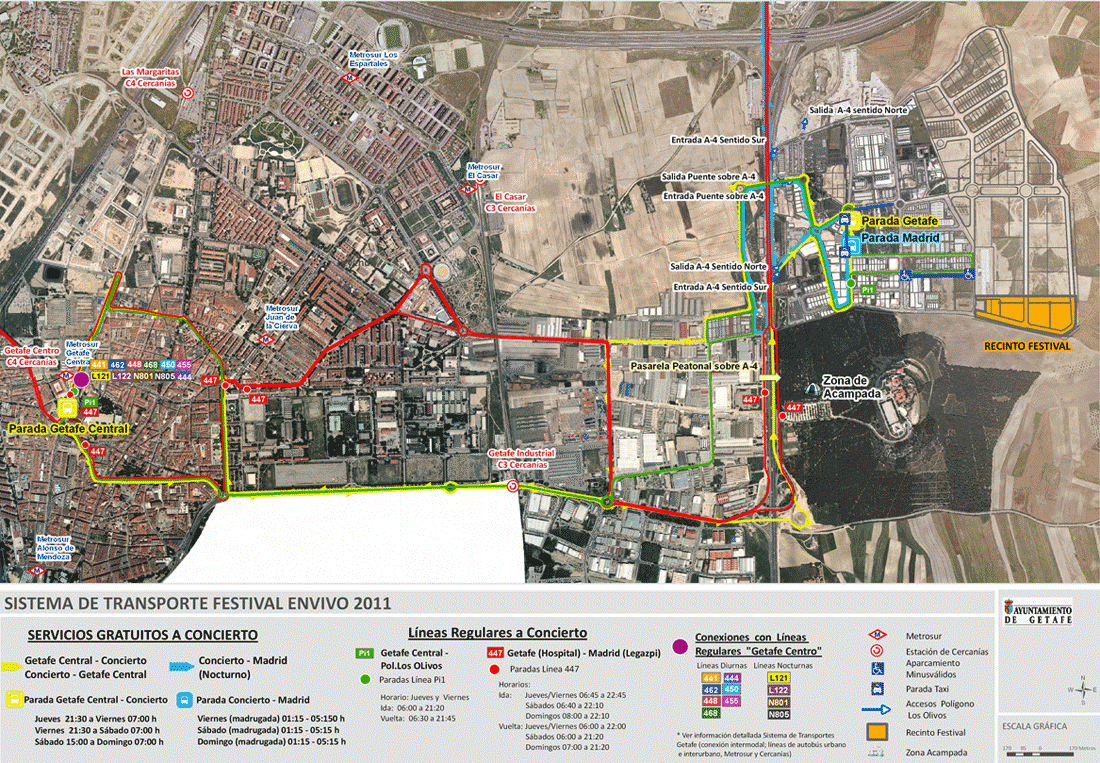 Metrosur Los
Espartales
Las Margaritas
C4 Cercanías
Salida A-4 sentido Norte
Entrada A-4 Sentido Sur
Metrosur
El Casar
Salida Puente sobre A-4
Entrada Puente sobre A-4
El Casar
C3 Cercanías
Parada Getafe
Parada Madrid
Salida A-4 Sentido Norte
Entrada A-4 Sentido Sur
Pi1
Metrosur
Juan de
la Cierva
RECINTO FESTIVAL
Metrosur
Getafe
Central
Getafe Centro
C4 Cercanías
441 462 448 468 450 455
L121 L122 N801 N805 444
Pi1
447
447
447
Pasarela Peatonal sobre A-4
Zona de
Acampada
447
447
Parada Getafe Central
447
Getafe Industrial
C3 Cercanías
Metrosur
Alonso de
Mendoza
SISTEMA DE TRANSPORTE FESTIVAL ENVIVO 2011
SERVICIOS GRATUITOS A CONCIERTO
Getafe Central - Concierto
Concierto - Getafe Central
Concierto - Madrid
(Nocturno)
Parada Getafe Central - Concierto
Parada Concierto - Madrid
Jueves 21:30 a Viernes 07:00 h
Viernes 21:30 a Sábado 07:00 h
Sábado 15:00 a Domingo 07:00 h
Viernes (madrugada) 01:15 - 05:150 h
Sábado (madrugada) 01:15 - 05:15 h
Domingo (madrugada) 01:15 - 05:15 h
Líneas Regulares a Concierto
Pi1 Getafe Central -
Pol.Los OLivos
Paradas Línea Pi1
Horario: Jueves y Viernes
Ida: 06:00 a 21:20
Vuelta: 06:30 a 21:45
447 Getafe (Hospital) - Madrid (Legazpi)
Paradas Línea 447
Horarios:
Ida: Jueves/Viernes 06:45 a 22:45
Sábados 06:40 a 22:10
Domingos 08:00 a 22:10
Vuelta: Jueves/Viernes 06:00 a 22:00
Sábados 06:00 a 21:20
Domingos 07:00 a 21:20
Conexiones con Líneas
Regulares "Getafe Centro"
Líneas Diurnas Líneas Nocturnas
441 444 L121
462 450 L122
448 455 N801
468 N805
* Ver información detallada Sistema de Transportes
Getafe (conexión intermodal; líneas de autobús urbano
e interurbano, Metrosur y Cercanías)
Metrosur
Estación de Cercanías
Aparcamiento
Minusválidos
Parada Taxi
Accesos Polígono
Los Olivos
Recinto Festival
Zona Acampada
AYUNTAMIENTO
DE GETAFE
N
W E
S
ESCALA GRÁFICA
170 85 0 170 Metros